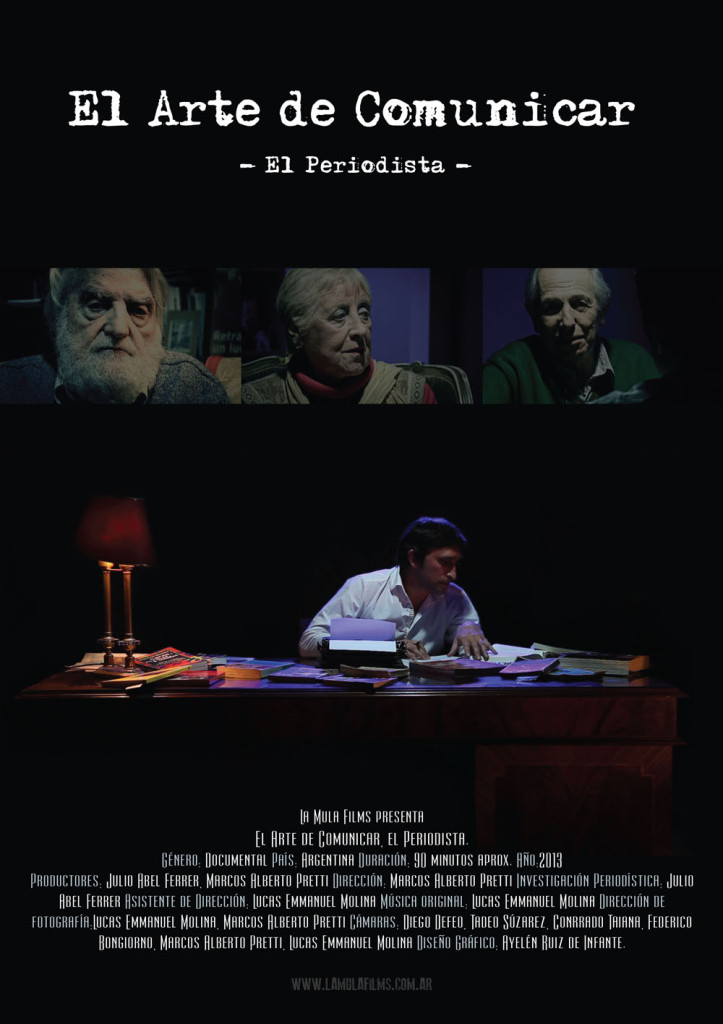 El Arte de Comunicar
- El Periodista -
La Mula Films presenta
El Arte de Comunicar, el Periodista.
Género: Documental País: Argentina Duración: 90 minutos aprox. Año:2013
Productores: Julio Abel Ferrer, Marcos Alberto Pretti Dirección: Marcos Alberto Pretti Investigación Periodística: Julio
Abel Ferrer Asistente de Dirección: Lucas Emmanuel Molina Música original: Lucas Emmanuel Molina Dirección de
fotografía:Lucas Emmanuel Molina, Marcos Alberto Pretti Cámaras: Diego Defeo, Tadeo Súzarez, Conrrado Taiana, Federico
Bongiorno, Marcos Alberto Pretti, Lucas Emmanuel Molina Diseño Gráfico: Ayelén Ruiz de Infante.
www.lamulafilms.com.ar